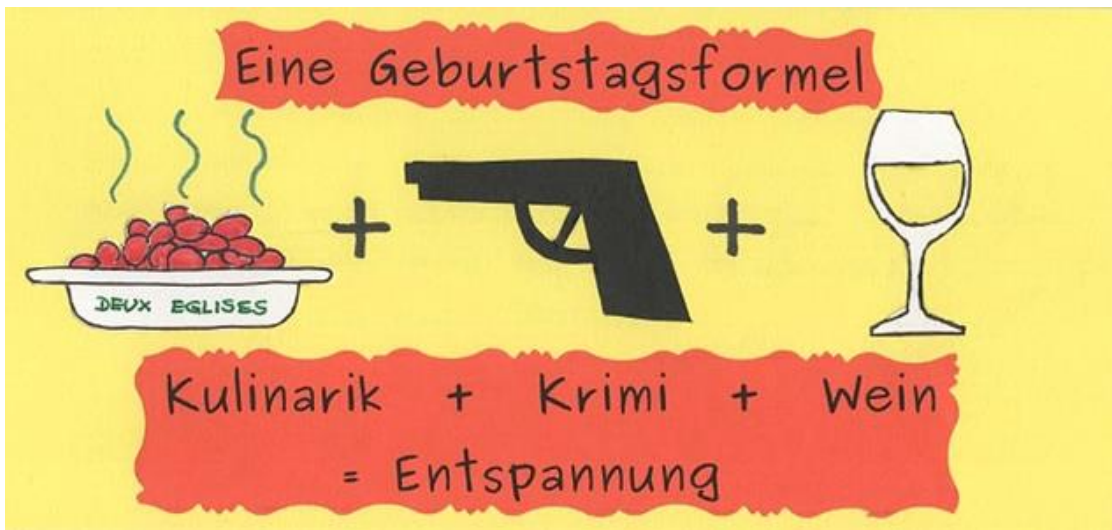 Eine Geburtstagsformel
+ +
DEUX EGLISES
Kulinarik + Krimi + Wein
= Entspannung